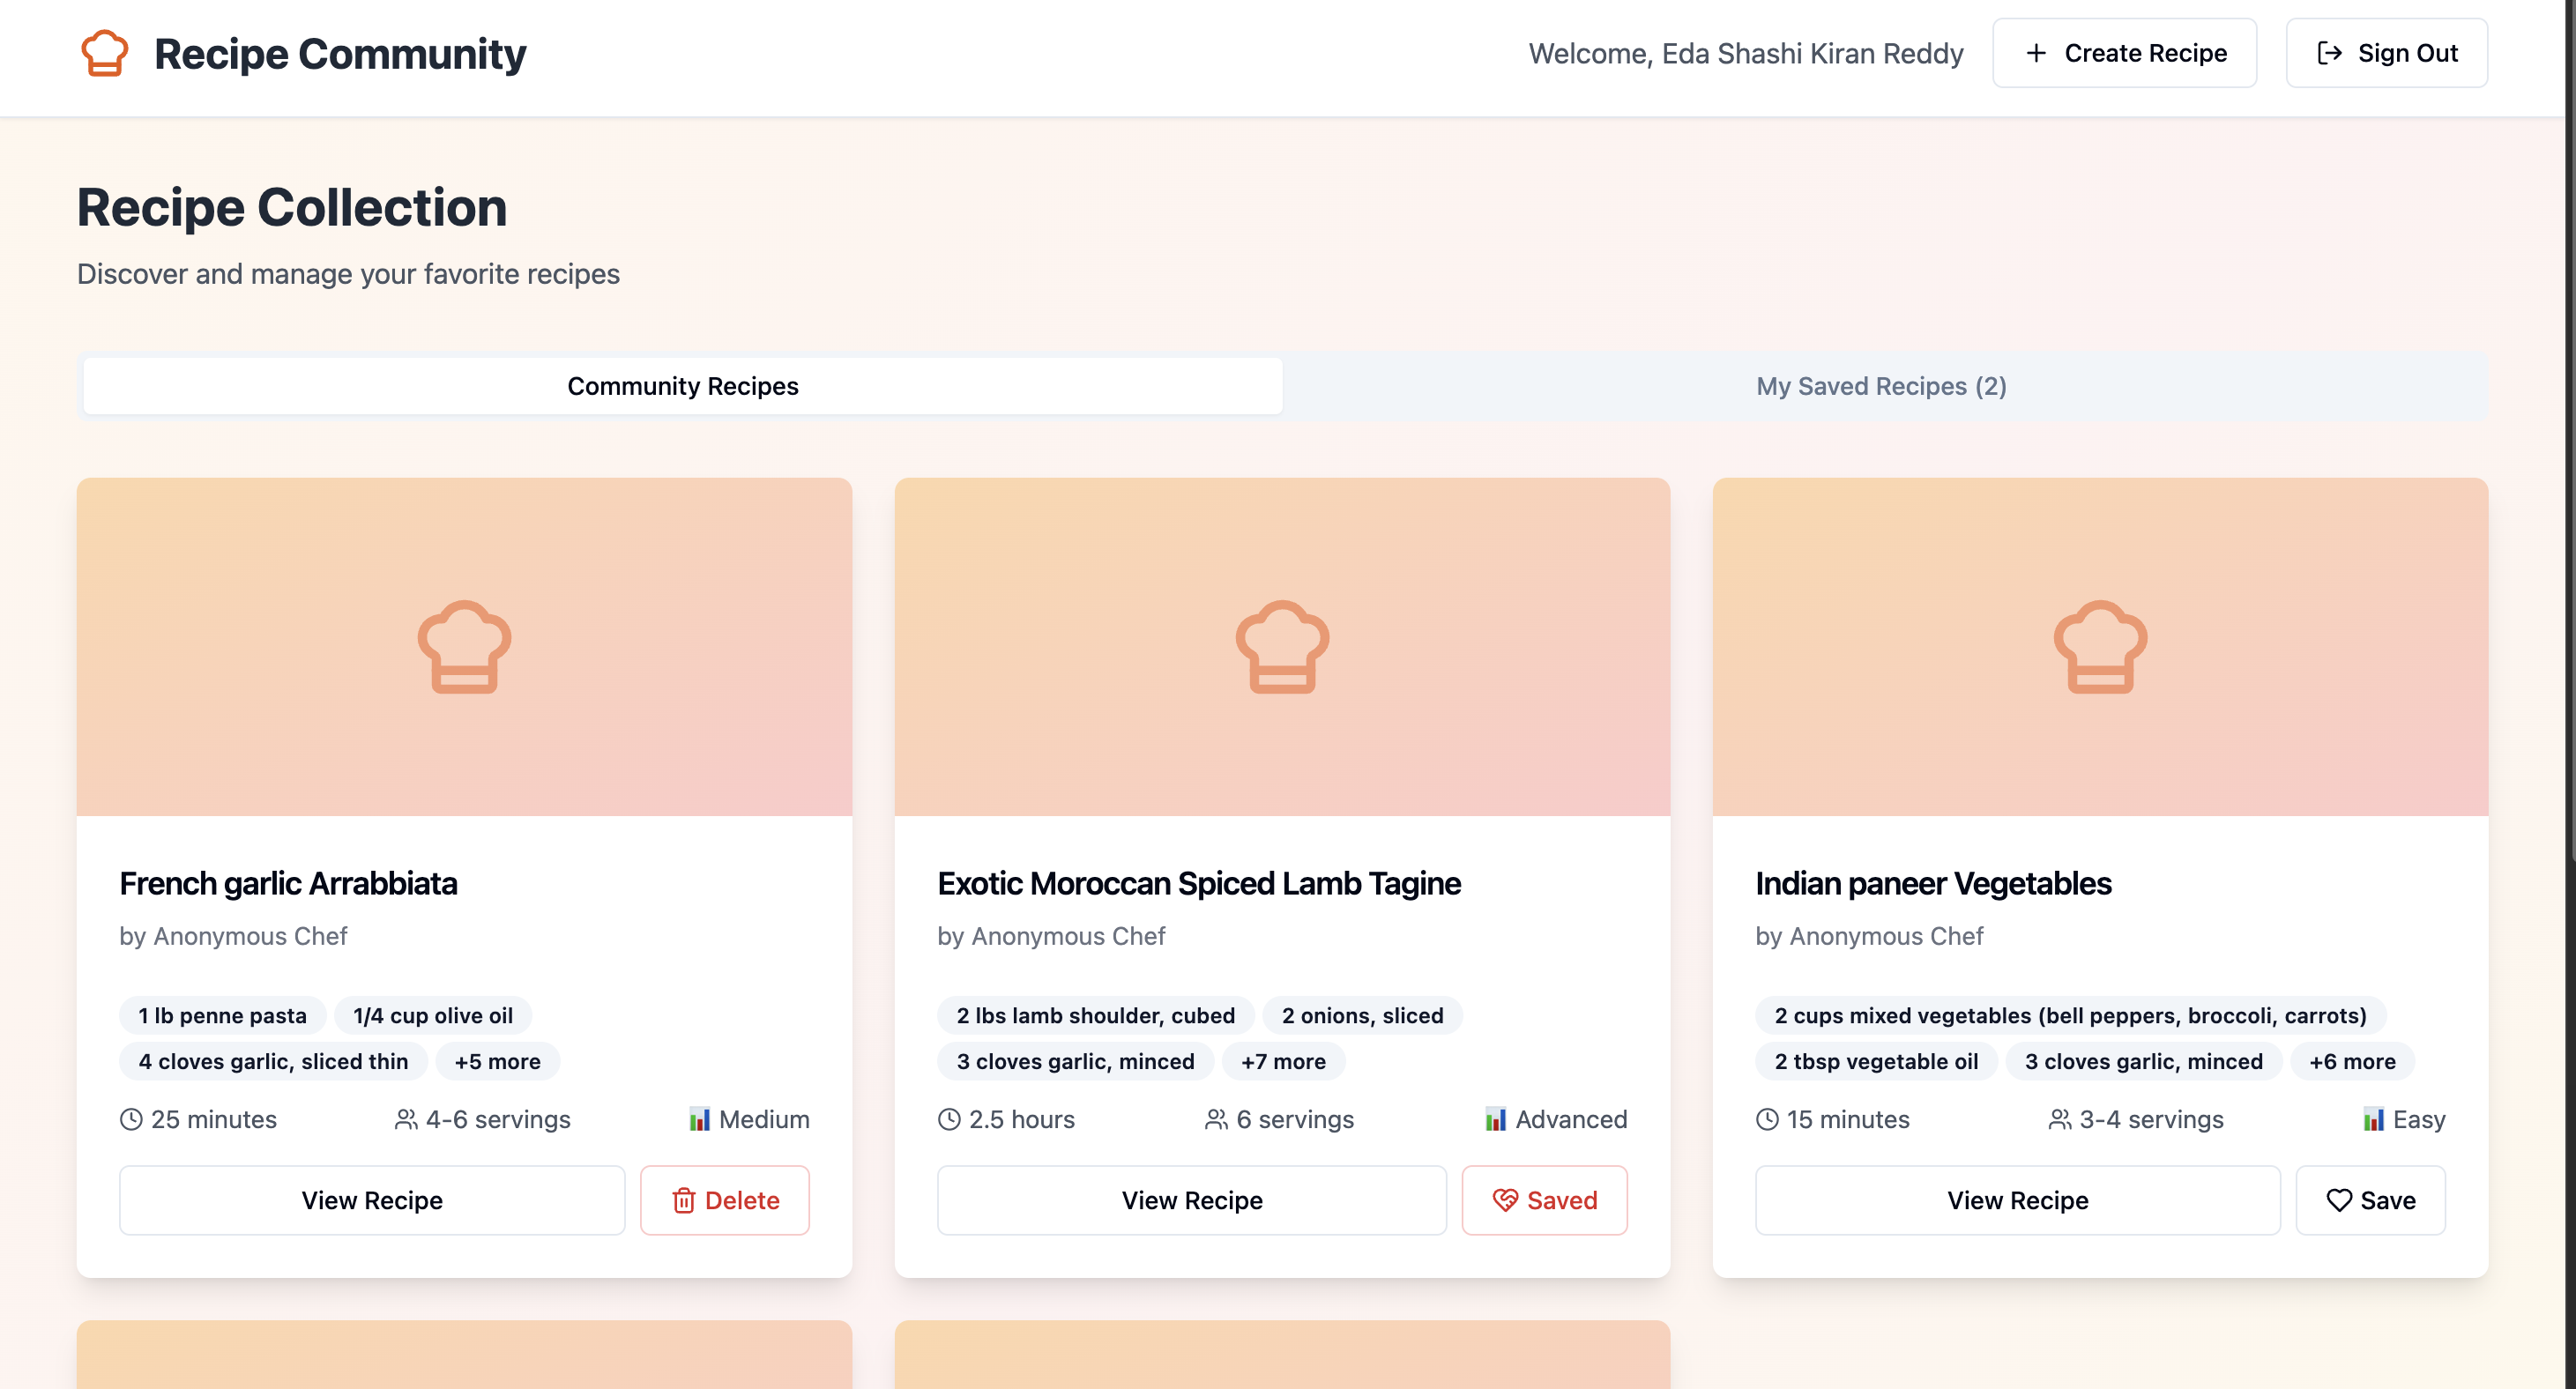 Recipe Community
Welcome, Eda Shashi Kiran Reddy
Create Recipe
Sign Out
Recipe Collection
Discover and manage your favorite recipes
Community Recipes
My Saved Recipes (2)
French garlic Arrabbiata
by Anonymous Chef
1 lb penne pasta
1/4 cup olive oil
4 cloves garlic, sliced thin
+5 more
25 minutes
4-6 servings
Medium
View Recipe
Delete
Exotic Moroccan Spiced Lamb Tagine
by Anonymous Chef
2 lbs lamb shoulder, cubed
2 onions, sliced
3 cloves garlic, minced
+7 more
2.5 hours
6 servings
Advanced
View Recipe
Saved
Indian paneer Vegetables
by Anonymous Chef
2 cups mixed vegetables (bell peppers, broccoli, carrots)
2 tbsp vegetable oil
3 cloves garlic, minced
+6 more
15 minutes
3-4 servings
Easy
View Recipe
Save